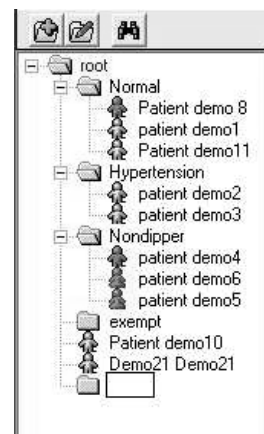 root
Normal
Patient demo 8
patient demo1
Patient demo11
Hypertension
patient demo2
patient demo3
Nondipper
patient demo4
patient demo6
patient demo5
exempt
Patient demo10
Demo21 Demo21